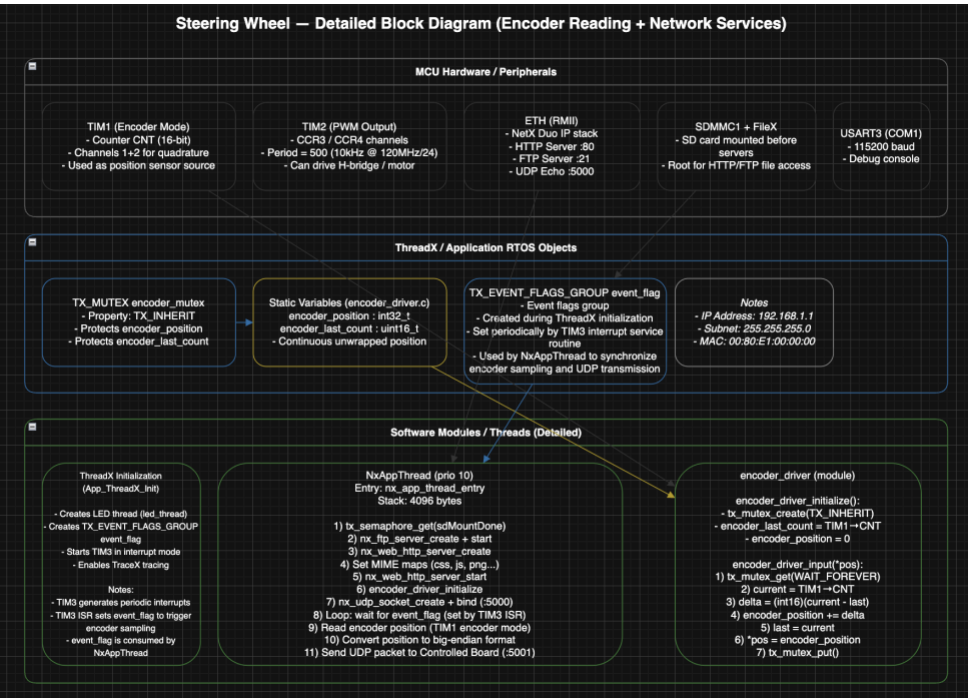 Steering Wheel — Detailed Block Diagram (Encoder Reading + Network Services)
MCU Hardware / Peripherals
TIM1 (Encoder Mode)
- Counter CNT (16-bit)
- Channels 1+2 for quadrature
- Used as position sensor source
TIM2 (PWM Output)
- CCR3 / CCR4 channels
- Period = 500 (10kHz @ 120MHz/24)
- Can drive H-bridge / motor
ETH (RMII)
- NetX Duo IP stack
- HTTP Server :80
- FTP Server :21
- UDP Echo :5000
SDMMC1 + FileX
- SD card mounted before
servers
- Root for HTTP/FTP file access
USART3 (COM1)
- 115200 baud
- Debug console
ThreadX / Application RTOS Objects
TX_MUTEX encoder_mutex
- Property: TX_INHERIT
- Protects encoder_position
- Protects encoder_last_count
Static Variables (encoder_driver.c)
encoder_position : int32_t
encoder_last_count : uint16_t
- Continuous unwrapped position
TX_EVENT_FLAGS_GROUP event_flag
- Event flags group
- Created during ThreadX initialization
- Set periodically by TIM3 interrupt service
routine
- Used by NxAppThread to synchronize
encoder sampling and UDP transmission
Notes
- IP Address: 192.168.1.1
- Subnet: 255.255.255.0
- MAC: 00:80:E1:00:00:00
Software Modules / Threads (Detailed)
ThreadX Initialization
(App_ThreadX_Init)
- Creates LED thread (led_thread)
- Creates TX_EVENT_FLAGS_GROUP
event_flag
- Starts TIM3 in interrupt mode
- Enables TraceX tracing
Notes:
- TIM3 generates periodic interrupts
- TIM3 ISR sets event_flag to trigger
encoder sampling
- event_flag is consumed by
NxAppThread
NxAppThread (prio 10)
Entry: nx_app_thread_entry
Stack: 4096 bytes
1) tx_semaphore_get(sdMountDone)
2) nx_ftp_server_create + start
3) nx_web_http_server_create
4) Set MIME maps (css, js, png...)
5) nx_web_http_server_start
6) encoder_driver_initialize
7) nx_udp_socket_create + bind (:5000)
8) Loop: wait for event_flag (set by TIM3 ISR)
9) Read encoder position (TIM1 encoder mode)
10) Convert position to big-endian format
11) Send UDP packet to Controlled Board (:5001)
encoder_driver (module)
encoder_driver_initialize():
- tx_mutex_create(TX_INHERIT)
- encoder_last_count = TIM1→CNT
- encoder_position = 0
encoder_driver_input(*pos):
1) tx_mutex_get(WAIT_FOREVER)
2) current = TIM1→CNT
3) delta = (int16)(current - last)
4) encoder_position += delta
5) last = current
6) *pos = encoder_position
7) tx_mutex_put()